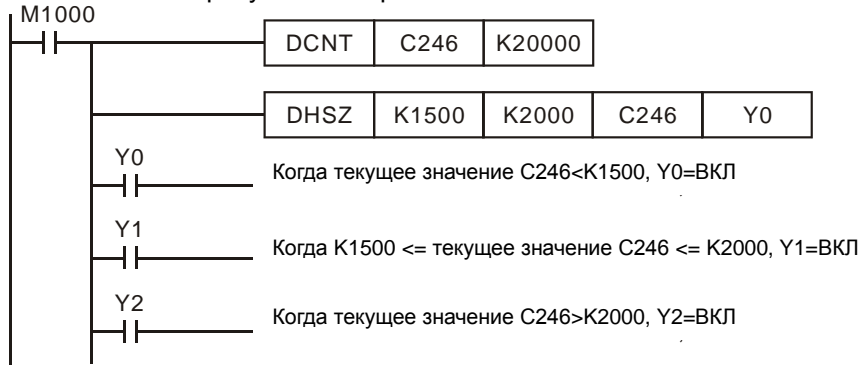 M1000
DCNT C246 K20000
DHSZ K1500 K2000 C246 Y0
Y0
Когда текущее значение C246<K1500, Y0=ВКЛ
Y1
Когда K1500 <= текущее значение C246 <= K2000, Y1=ВКЛ
Y2
Когда текущее значение C246>K2000, Y2=ВКЛ